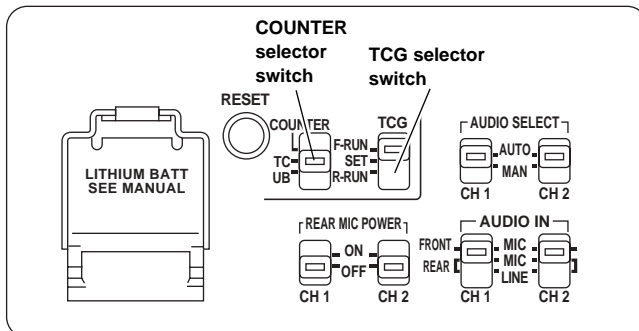 COUNTER
selector
switch
TCG selector
switch
RESET
COUNTER
TC
UB
TCG
F-RUN
SET
R-RUN
AUDIO SELECT
AUTO
MAN
CH 1
CH 2
LITHIUM BATT
SEE MANUAL
REAR MIC POWER
ON
OFF
CH 1
CH 2
AUDIO IN
FRONT
REAR
MIC
MIC
LINE
CH 1
CH 2